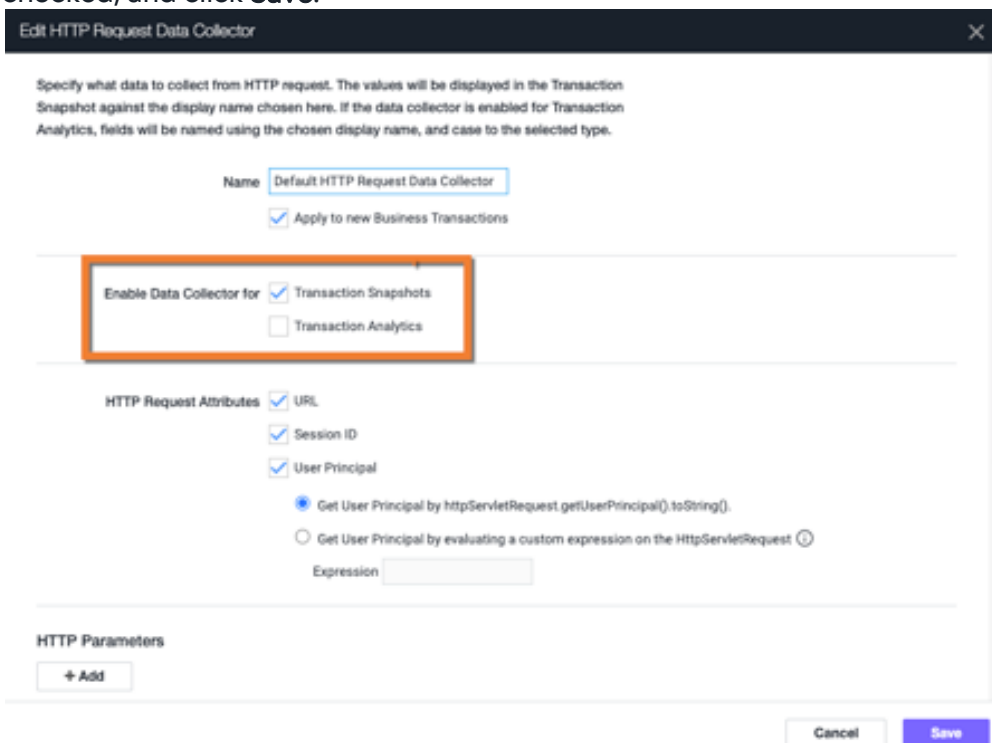 checked, and click Save.
Edit HTTP Request Data Collector
Specify what data to collect from HTTP request. The values will be displayed in the Transaction
Snapshot against the display name chosen here. If the data collector is enabled for Transaction
Analytics, fields will be named using the chosen display name, and case to the selected type.
Name Default HTTP Request Data Collector
Apply to new Business Transactions
Enable Data Collector for Transaction Snapshots
Transaction Analytics
HTTP Request Attributes URL
Session ID
User Principal
Get User Principal by httpServletRequest.getUserPrincipal().toString().
Get User Principal by evaluating a custom expression on the HttpServletRequest
Expression
HTTP Parameters
+ Add
Cancel Save